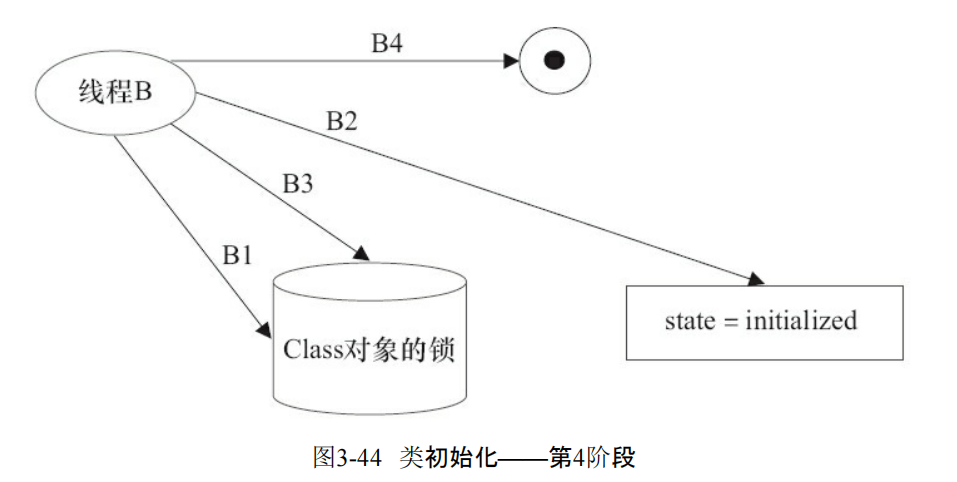 B4
线程B
B2
B3
B1
Class对象的锁
state = initialized
图3-44 类初始化——第4阶段